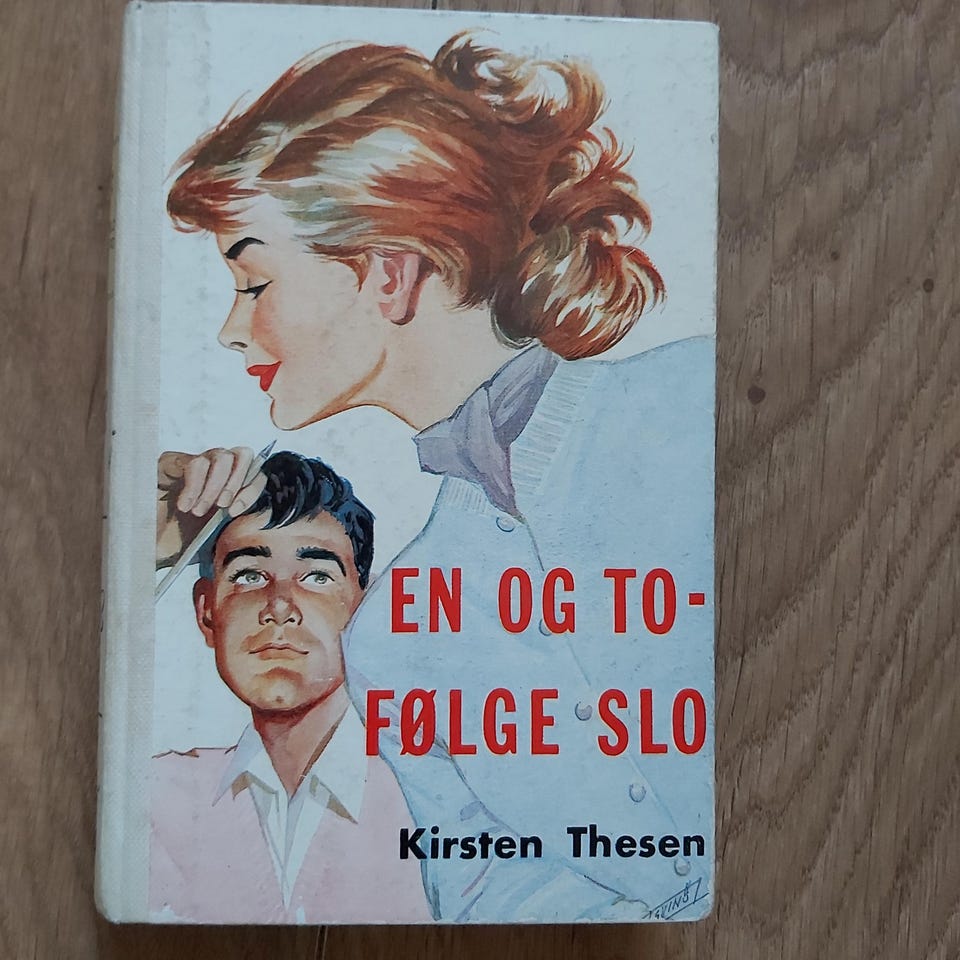 EN OG TO-
FØLGE SLO
Kirsten Thesen